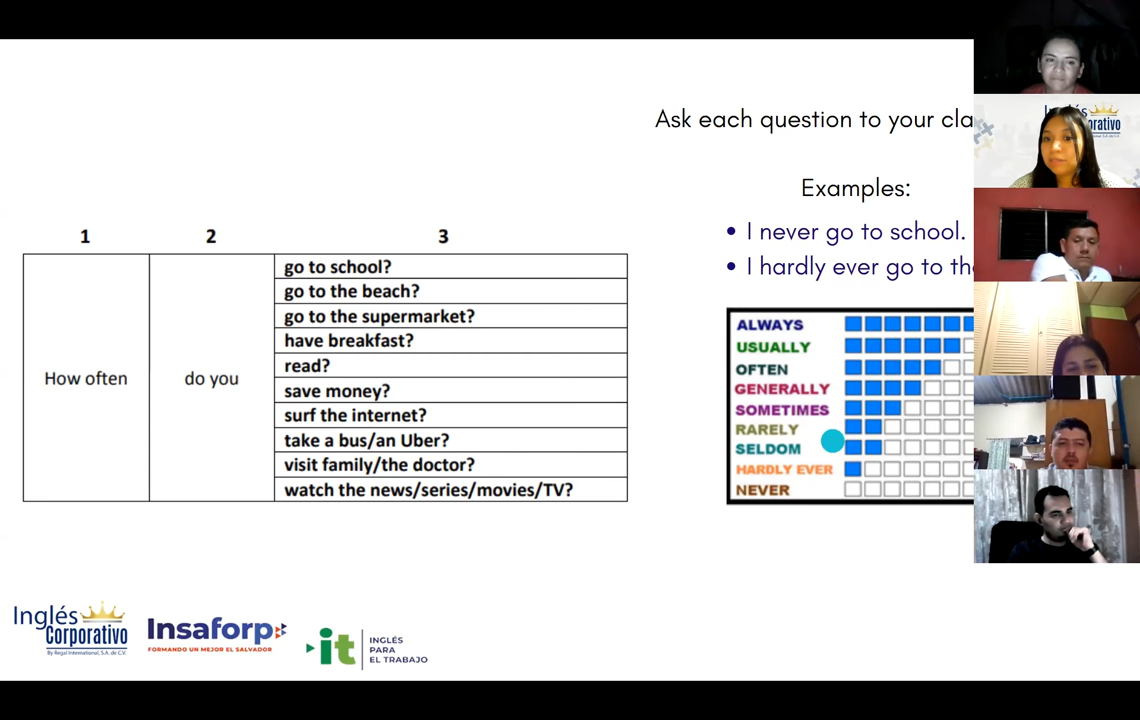 Ask each question to your cla
Examples:
• I never go to school.
• I hardly ever go to the
1 2 3
How often
do you
go to school?
go to the beach?
go to the supermarket?
have breakfast?
read?
save money?
surf the internet?
take a bus/an Uber?
visit family/the doctor?
watch the news/series/movies/TV?
ALWAYS
USUALLY
OFTEN
GENERALLY
SOMETIMES
RARELY
SELDOM
HARDLY EVER
NEVER
Inglés
Corporativo
By Regal International, S.A. de C.V.
Insaforp
FORMANDO UN MEJOR EL SALVADOR
it
INGLÉS
PARA
EL TRABAJO